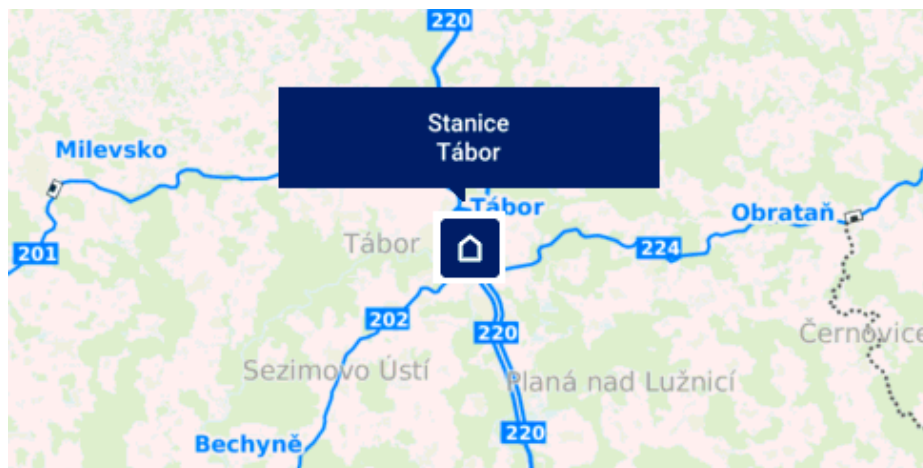 220
Stanice
Tábor
Milevsko
Tábor
Obrataň
Tábor
201
224
202
220
Černovice
Sezimovo Ústí
Planá nad Lužnicí
220
Bechyně